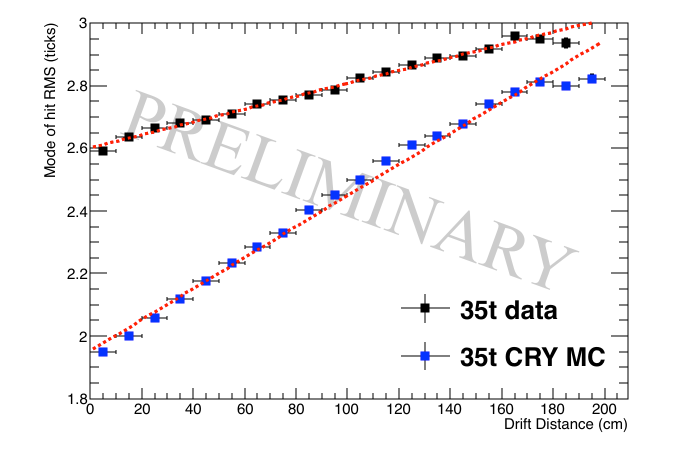 Mode of hit RMS (ticks)
3
2.8
2.6
2.4
2.2
2
1.8
PRELIMINARY
35t data
35t CRY MC
0 20 40 60 80 100 120 140 160 180 200
Drift Distance (cm)